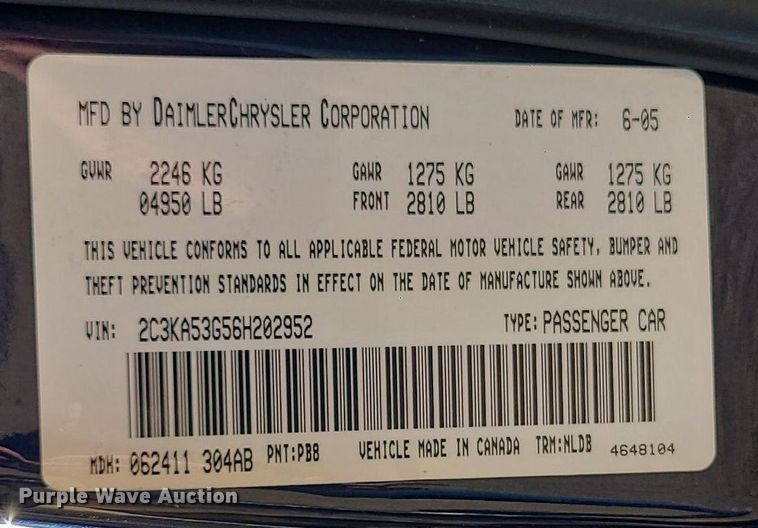 MFD BY DAIMLERCHRYSLER CORPORATION DATE OF MFR: 6-05
GVWR 2246 KG GAWR 1275 KG GAWR 1275 KG
04950 LB FRONT 2810 LB REAR 2810 LB
THIS VEHICLE CONFORMS TO ALL APPLICABLE FEDERAL MOTOR VEHICLE SAFETY, BUMPER AND
THEFT PREVENTION STANDARDS IN EFFECT ON THE DATE OF MANUFACTURE SHOWN ABOVE.
VIN: 2C3KA53G56H202952 TYPE: PASSENGER CAR
MDH: 062411 304AB PNT:PB8 VEHICLE MADE IN CANADA TRM:NLDB 4648104
Purple Wave Auction